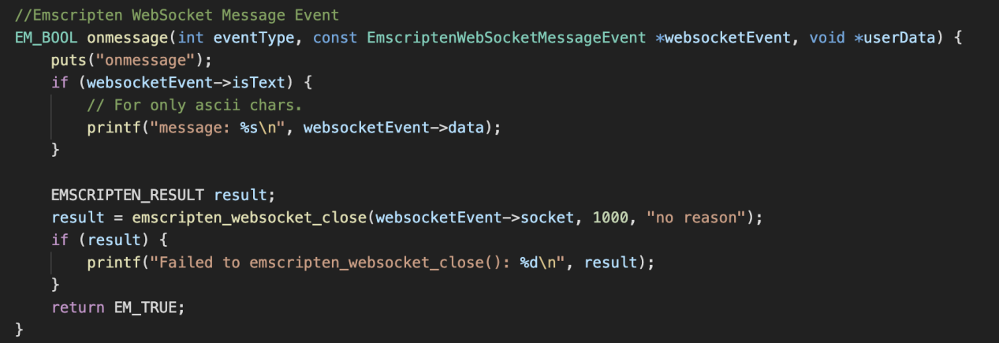 //Emscripten WebSocket Message Event
EM_BOOL onmessage(int eventType, const EmscriptenWebSocketMessageEvent *websocketEvent, void *userData) {
    puts("onmessage");
    if (websocketEvent->isText) {
        // For only ascii chars.
        printf("message: %s\n", websocketEvent->data);
    }

    EMSCRIPTEN_RESULT result;
    result = emscripten_websocket_close(websocketEvent->socket, 1000, "no reason");
    if (result) {
        printf("Failed to emscripten_websocket_close(): %d\n", result);
    }
    return EM_TRUE;
}